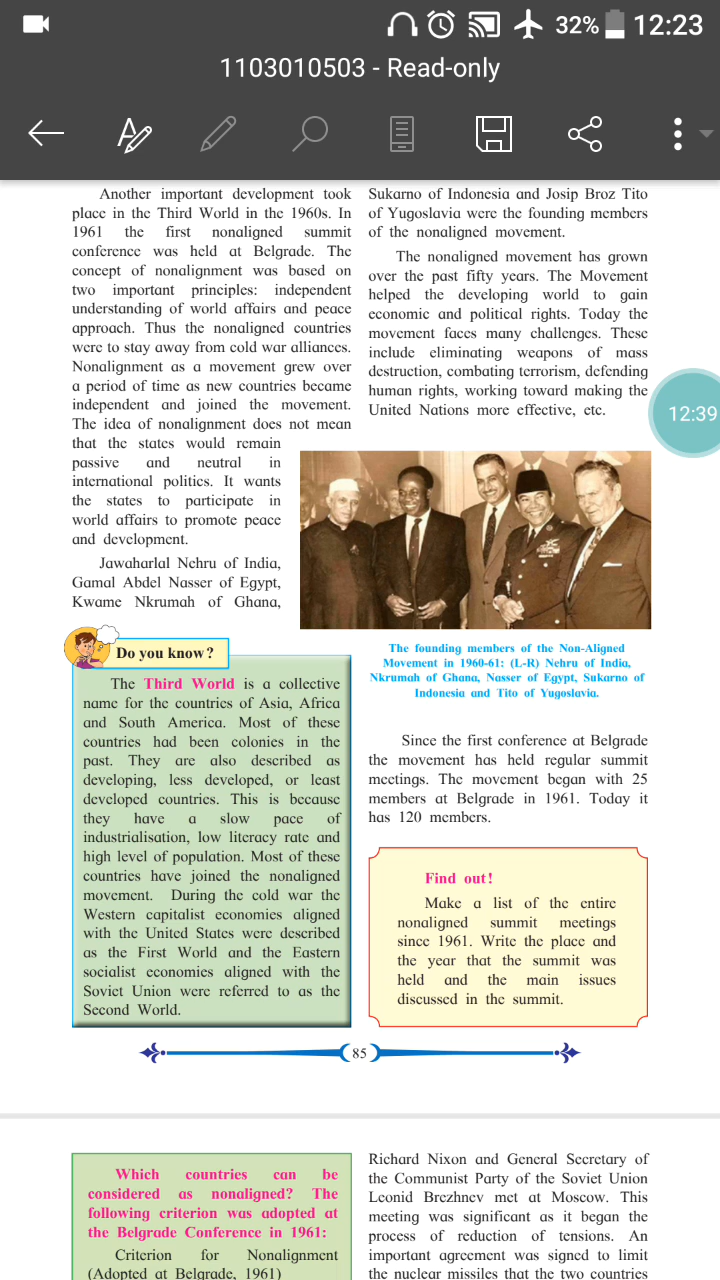 32% 12:23
1103010503 - Read-only
Another important development took
place in the Third World in the 1960s. In
1961 the first nonaligned summit
conference was held at Belgrade. The
concept of nonalignment was based on
two important principles: independent
understanding of world affairs and peace
approach. Thus the nonaligned countries
were to stay away from cold war alliances.
Nonalignment as a movement grew over
a period of time as new countries became
independent and joined the movement.
The idea of nonalignment does not mean
that the states would remain
passive and neutral in
international politics. It wants
the states to participate in
world affairs to promote peace
and development.
Jawaharlal Nehru of India,
Gamal Abdel Nasser of Egypt,
Kwame Nkrumah of Ghana,
Do you know?
The Third World is a collective
name for the countries of Asia, Africa
and South America. Most of these
countries had been colonies in the
past. They are also described as
developing, less developed, or least
developed countries. This is because
they have a slow pace of
industrialisation, low literacy rate and
high level of population. Most of these
countries have joined the nonaligned
movement. During the cold war the
Western capitalist economies aligned
with the United States were described
as the First World and the Eastern
socialist economies aligned with the
Soviet Union were referred to as the
Second World.
Sukarno of Indonesia and Josip Broz Tito
of Yugoslavia were the founding members
of the nonaligned movement.
The nonaligned movement has grown
over the past fifty years. The Movement
helped the developing world to gain
economic and political rights. Today the
movement faces many challenges. These
include eliminating weapons of mass
destruction, combating terrorism, defending
human rights, working toward making the
United Nations more effective, etc.
12:39
The founding members of the Non-Aligned
Movement in 1960-61: (L-R) Nehru of India,
Nkrumah of Ghana, Nasser of Egypt, Sukarno of
Indonesia and Tito of Yugoslavia.
Since the first conference at Belgrade
the movement has held regular summit
meetings. The movement began with 25
members at Belgrade in 1961. Today it
has 120 members.
Find out!
Make a list of the entire
nonaligned summit meetings
since 1961. Write the place and
the year that the summit was
held and the main issues
discussed in the summit.
85
Which countries can be
considered as nonaligned? The
following criterion was adopted at
the Belgrade Conference in 1961:
Criterion for Nonalignment
(Adopted at Belgrade, 1961)
Richard Nixon and General Secretary of
the Communist Party of the Soviet Union
Leonid Brezhnev met at Moscow. This
meeting was significant as it began the
process of reduction of tensions. An
important agreement was signed to limit
the nuclear missiles that the two countries